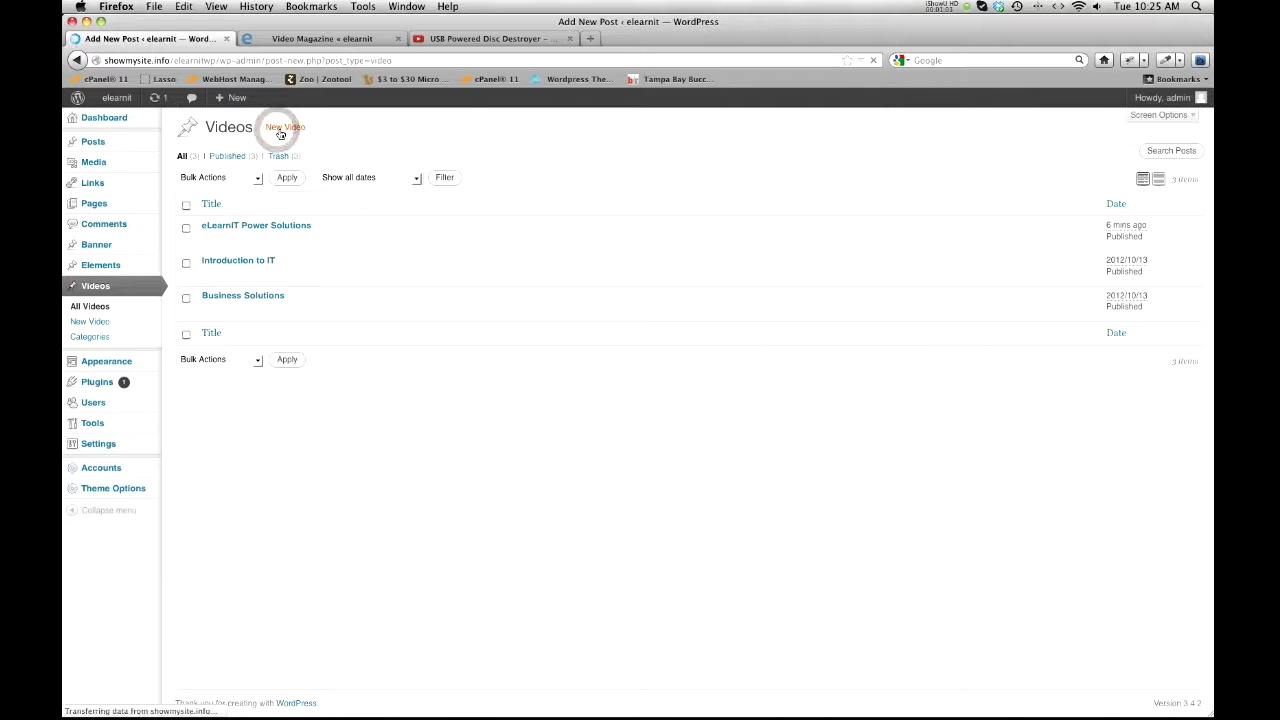 Firefox File Edit View History Bookmarks Tools Window Help
iShowU HD
00:01:01
Tue 10:25 AM
Add New Post ‹ elearnit — WordPress
Add New Post ‹ elearnit — Word...
Video Magazine « elearnit
USB Powered Disc Destroyer - ...
showmysite.info/elearnitwp/wp-admin/post-new.php?post_type=video
Google
cPanel® 11 Lasso WebHost Manag... Zoo | Zootool $3 to $30 Micro ... cPanel® 11 Wordpress The... Tampa Bay Bucc... Bookmarks
elearnit 1 + New Howdy, admin
Dashboard
Posts
Media
Links
Pages
Comments
Banner
Elements
Videos
All Videos
New Video
Categories
Appearance
Plugins 1
Users
Tools
Settings
Accounts
Theme Options
Collapse menu
Videos New Video
Screen Options
All (3) | Published (3) | Trash (3)
Search Posts
Bulk Actions Apply Show all dates Filter
3 items
Title Date
eLearnIT Power Solutions 6 mins ago
Published
Introduction to IT 2012/10/13
Published
Business Solutions 2012/10/13
Published
Title Date
Bulk Actions Apply
3 items
Thank you for creating with WordPress.
Version 3.4.2
Transferring data from showmysite.info...